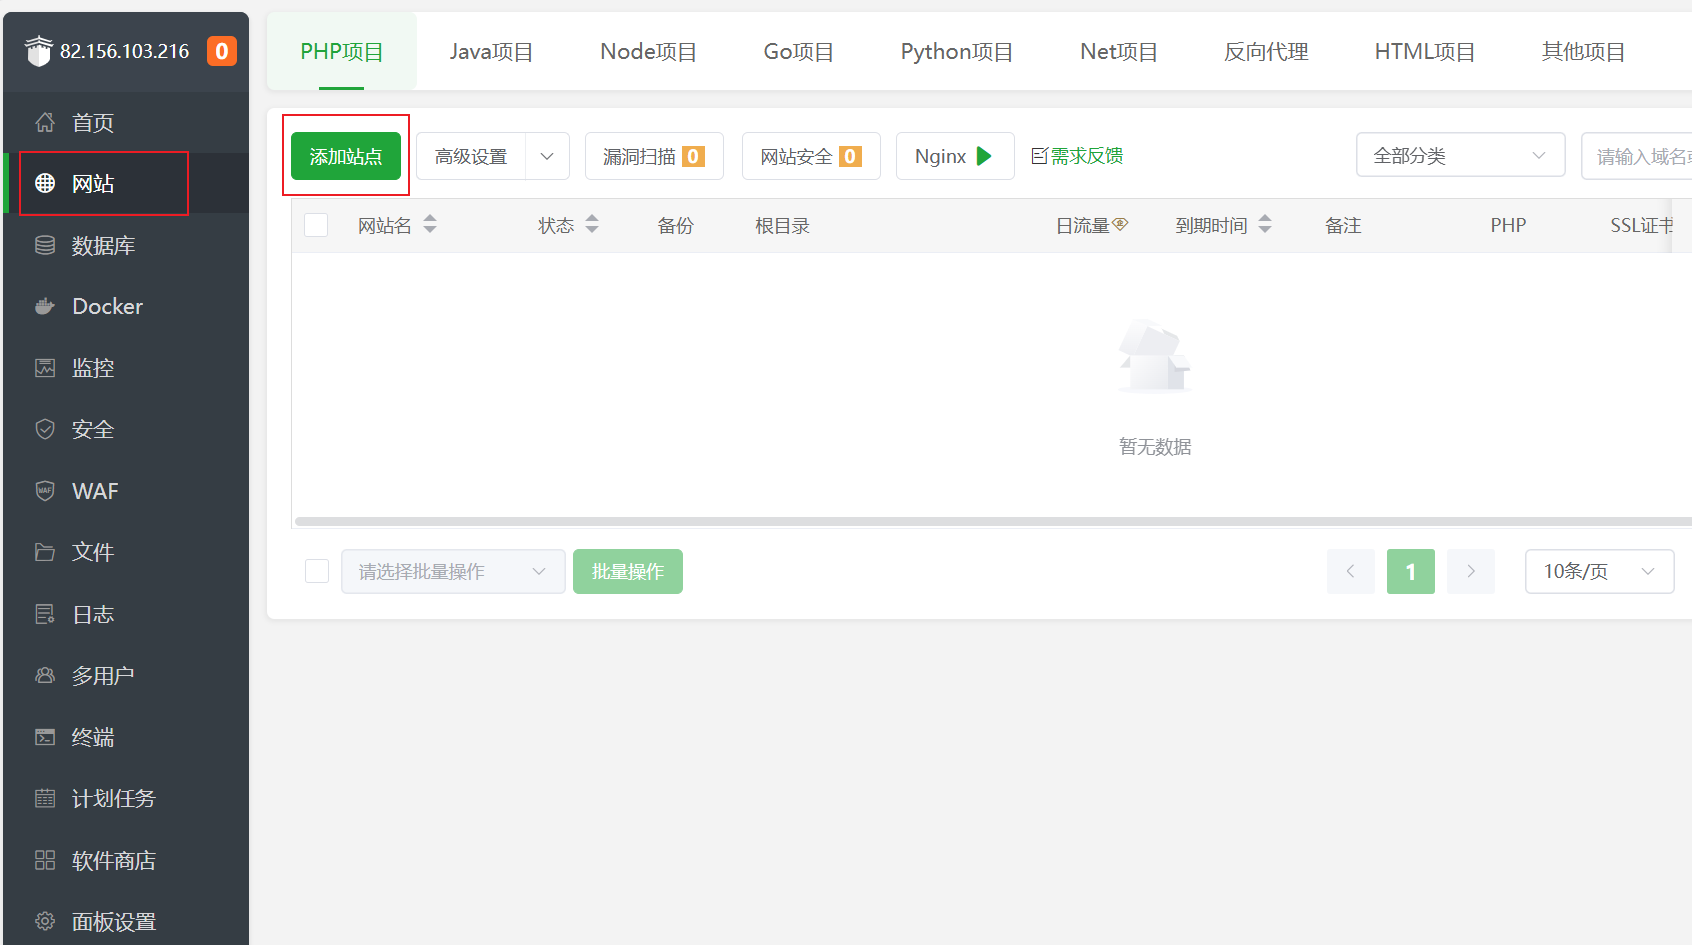 82.156.103.216 0
首页
网站
数据库
Docker
监控
安全
WAF
文件
日志
多用户
终端
计划任务
软件商店
面板设置
PHP项目 Java项目 Node项目 Go项目 Python项目 Net项目 反向代理 HTML项目 其他项目
添加站点 高级设置 漏洞扫描 0 网站安全 0 Nginx 需求反馈 全部分类 请输入域名
网站名 状态 备份 根目录 日流量 到期时间 备注 PHP SSL证书
暂无数据
请选择批量操作 批量操作 1 10条/页